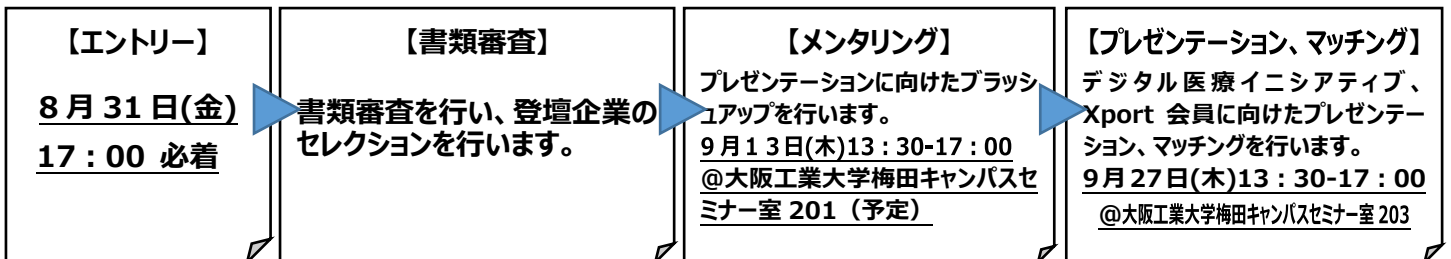 【エントリー】
8月31日(金)
17：00 必着
【書類審査】
書類審査を行い、登壇企業の
セレクションを行います。
【メンタリング】
プレゼンテーションに向けたブラッシ
ュアップを行います。
９月１３日(木)13：30-17：00
@大阪工業大学梅田キャンパスセ
ミナー室 201（予定）
【プレゼンテーション、マッチング】
デジタル医療イニシアティブ、
Xport 会員に向けたプレゼンテー
ション、マッチングを行います。
9月27日(木)13：30-17：00
@大阪工業大学梅田キャンパスセミナー室 203